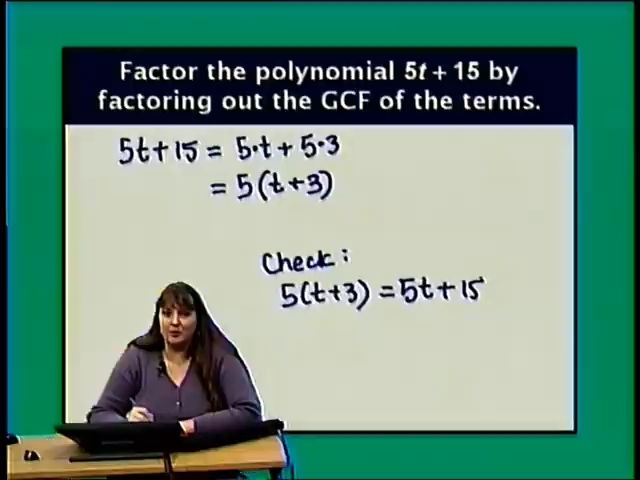 Factor the polynomial 5t + 15 by
factoring out the GCF of the terms.
5t + 15 = 5·t + 5·3
= 5(t+3)
Check:
5(t+3) = 5t + 15